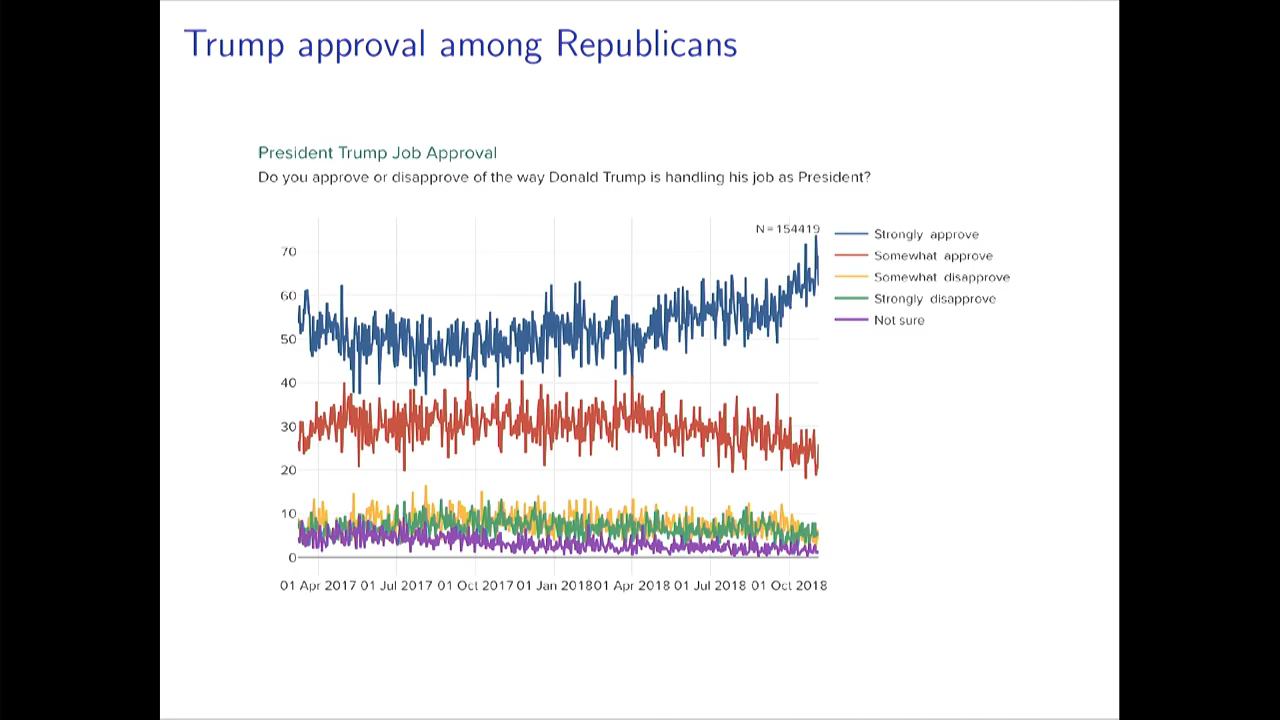 Trump approval among Republicans
President Trump Job Approval
Do you approve or disapprove of the way Donald Trump is handling his job as President?
N=154419
Strongly approve
Somewhat approve
Somewhat disapprove
Strongly disapprove
Not sure
70
60
50
40
30
20
10
0
01 Apr 2017 01 Jul 2017 01 Oct 2017 01 Jan 2018 01 Apr 2018 01 Jul 2018 01 Oct 2018